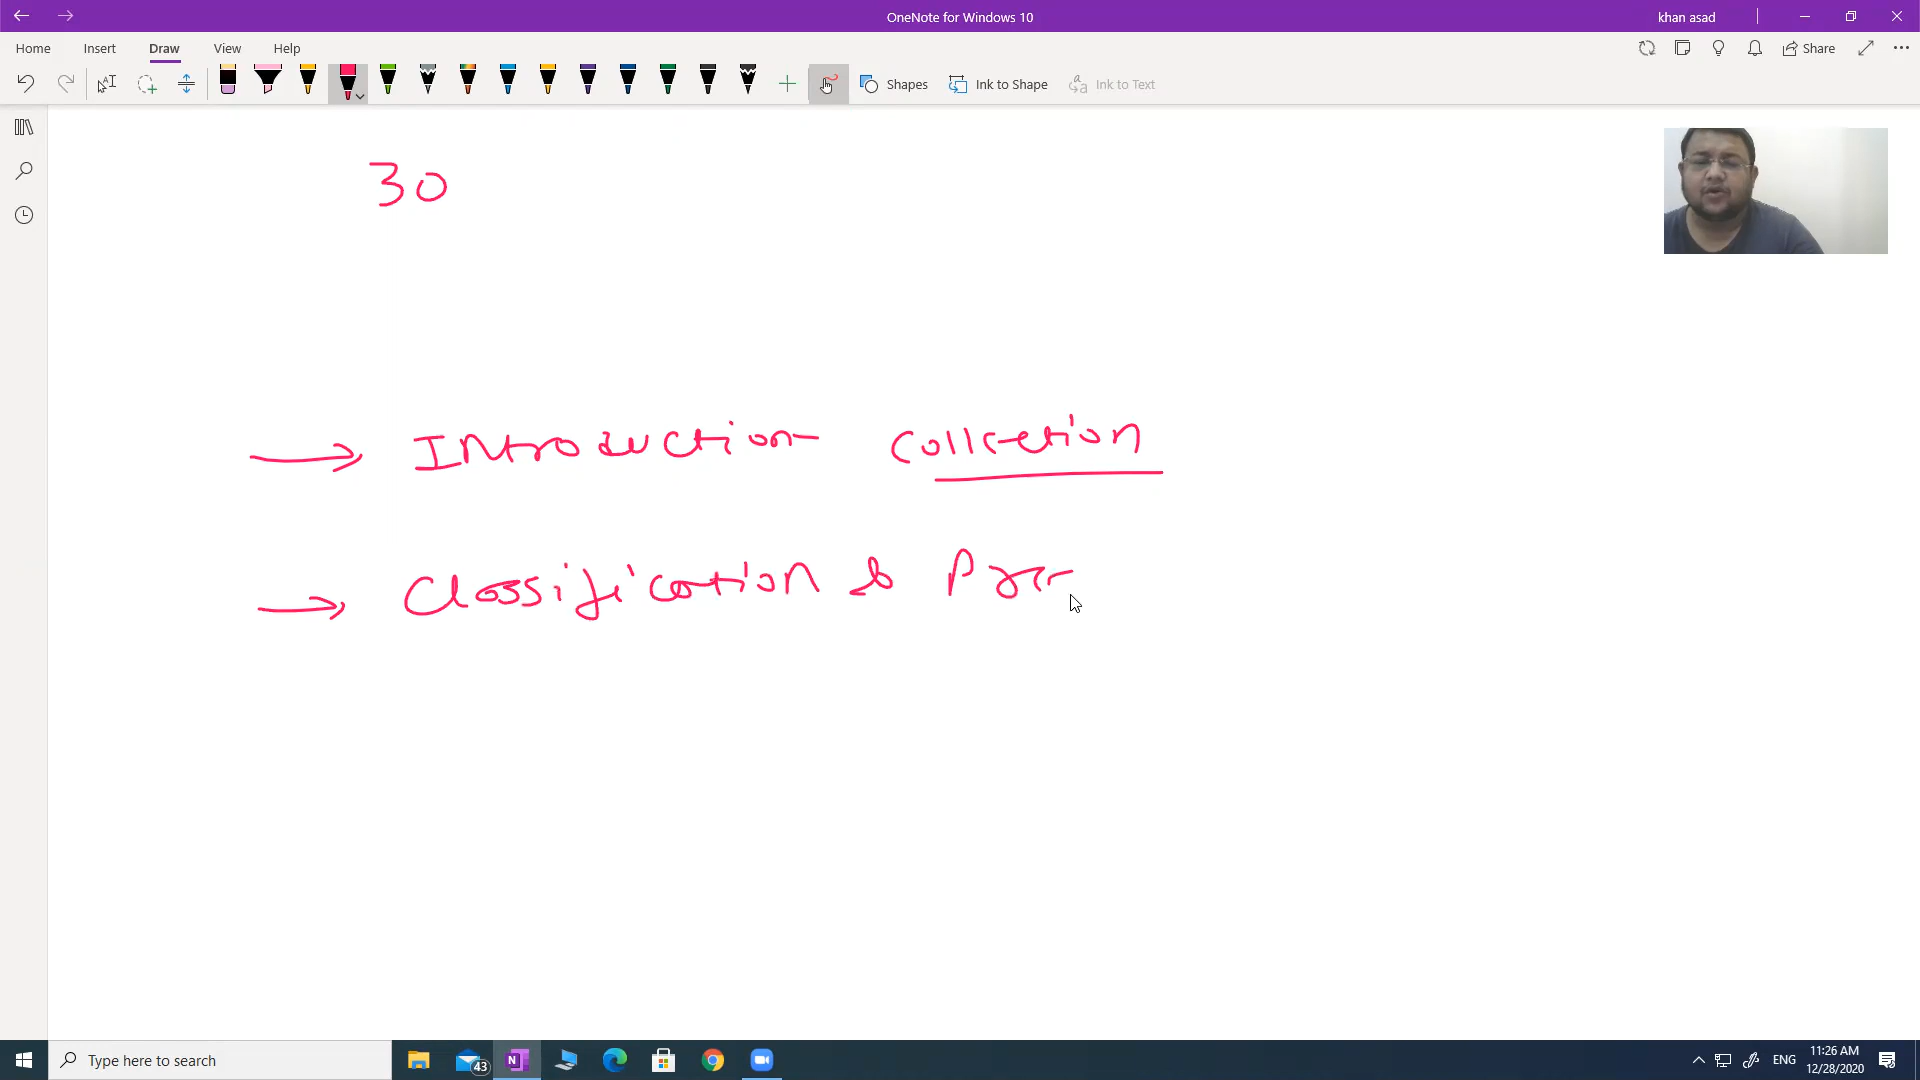 OneNote for Windows 10
khan asad
Home Insert Draw View Help
Share
Shapes Ink to Shape Ink to Text
30
Introduction Collection
Classification &
Type here to search
43
ENG
11:26 AM
12/28/2020